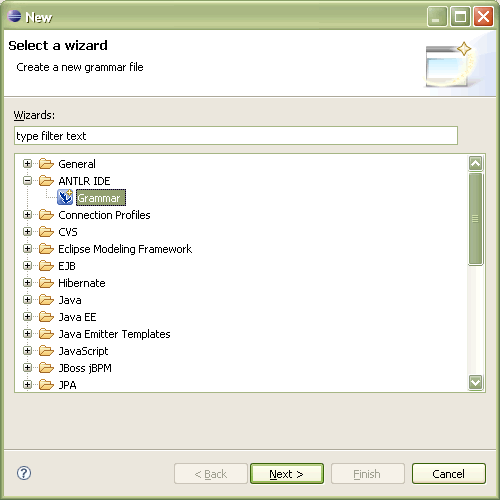 New
Select a wizard
Create a new grammar file
Wizards:
type filter text
General
ANTLR IDE
Grammar
Connection Profiles
CVS
Eclipse Modeling Framework
EJB
Hibernate
Java
Java EE
Java Emitter Templates
JavaScript
JBoss jBPM
JPA
? < Back Next > Finish Cancel